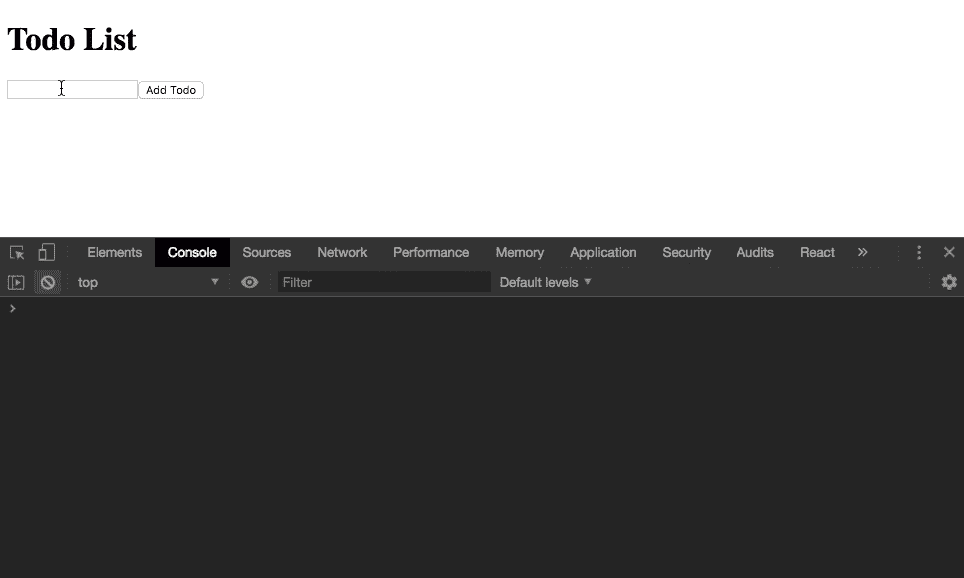 Todo List
Add Todo
Elements Console Sources Network Performance Memory Application Security Audits React »
top Filter Default levels